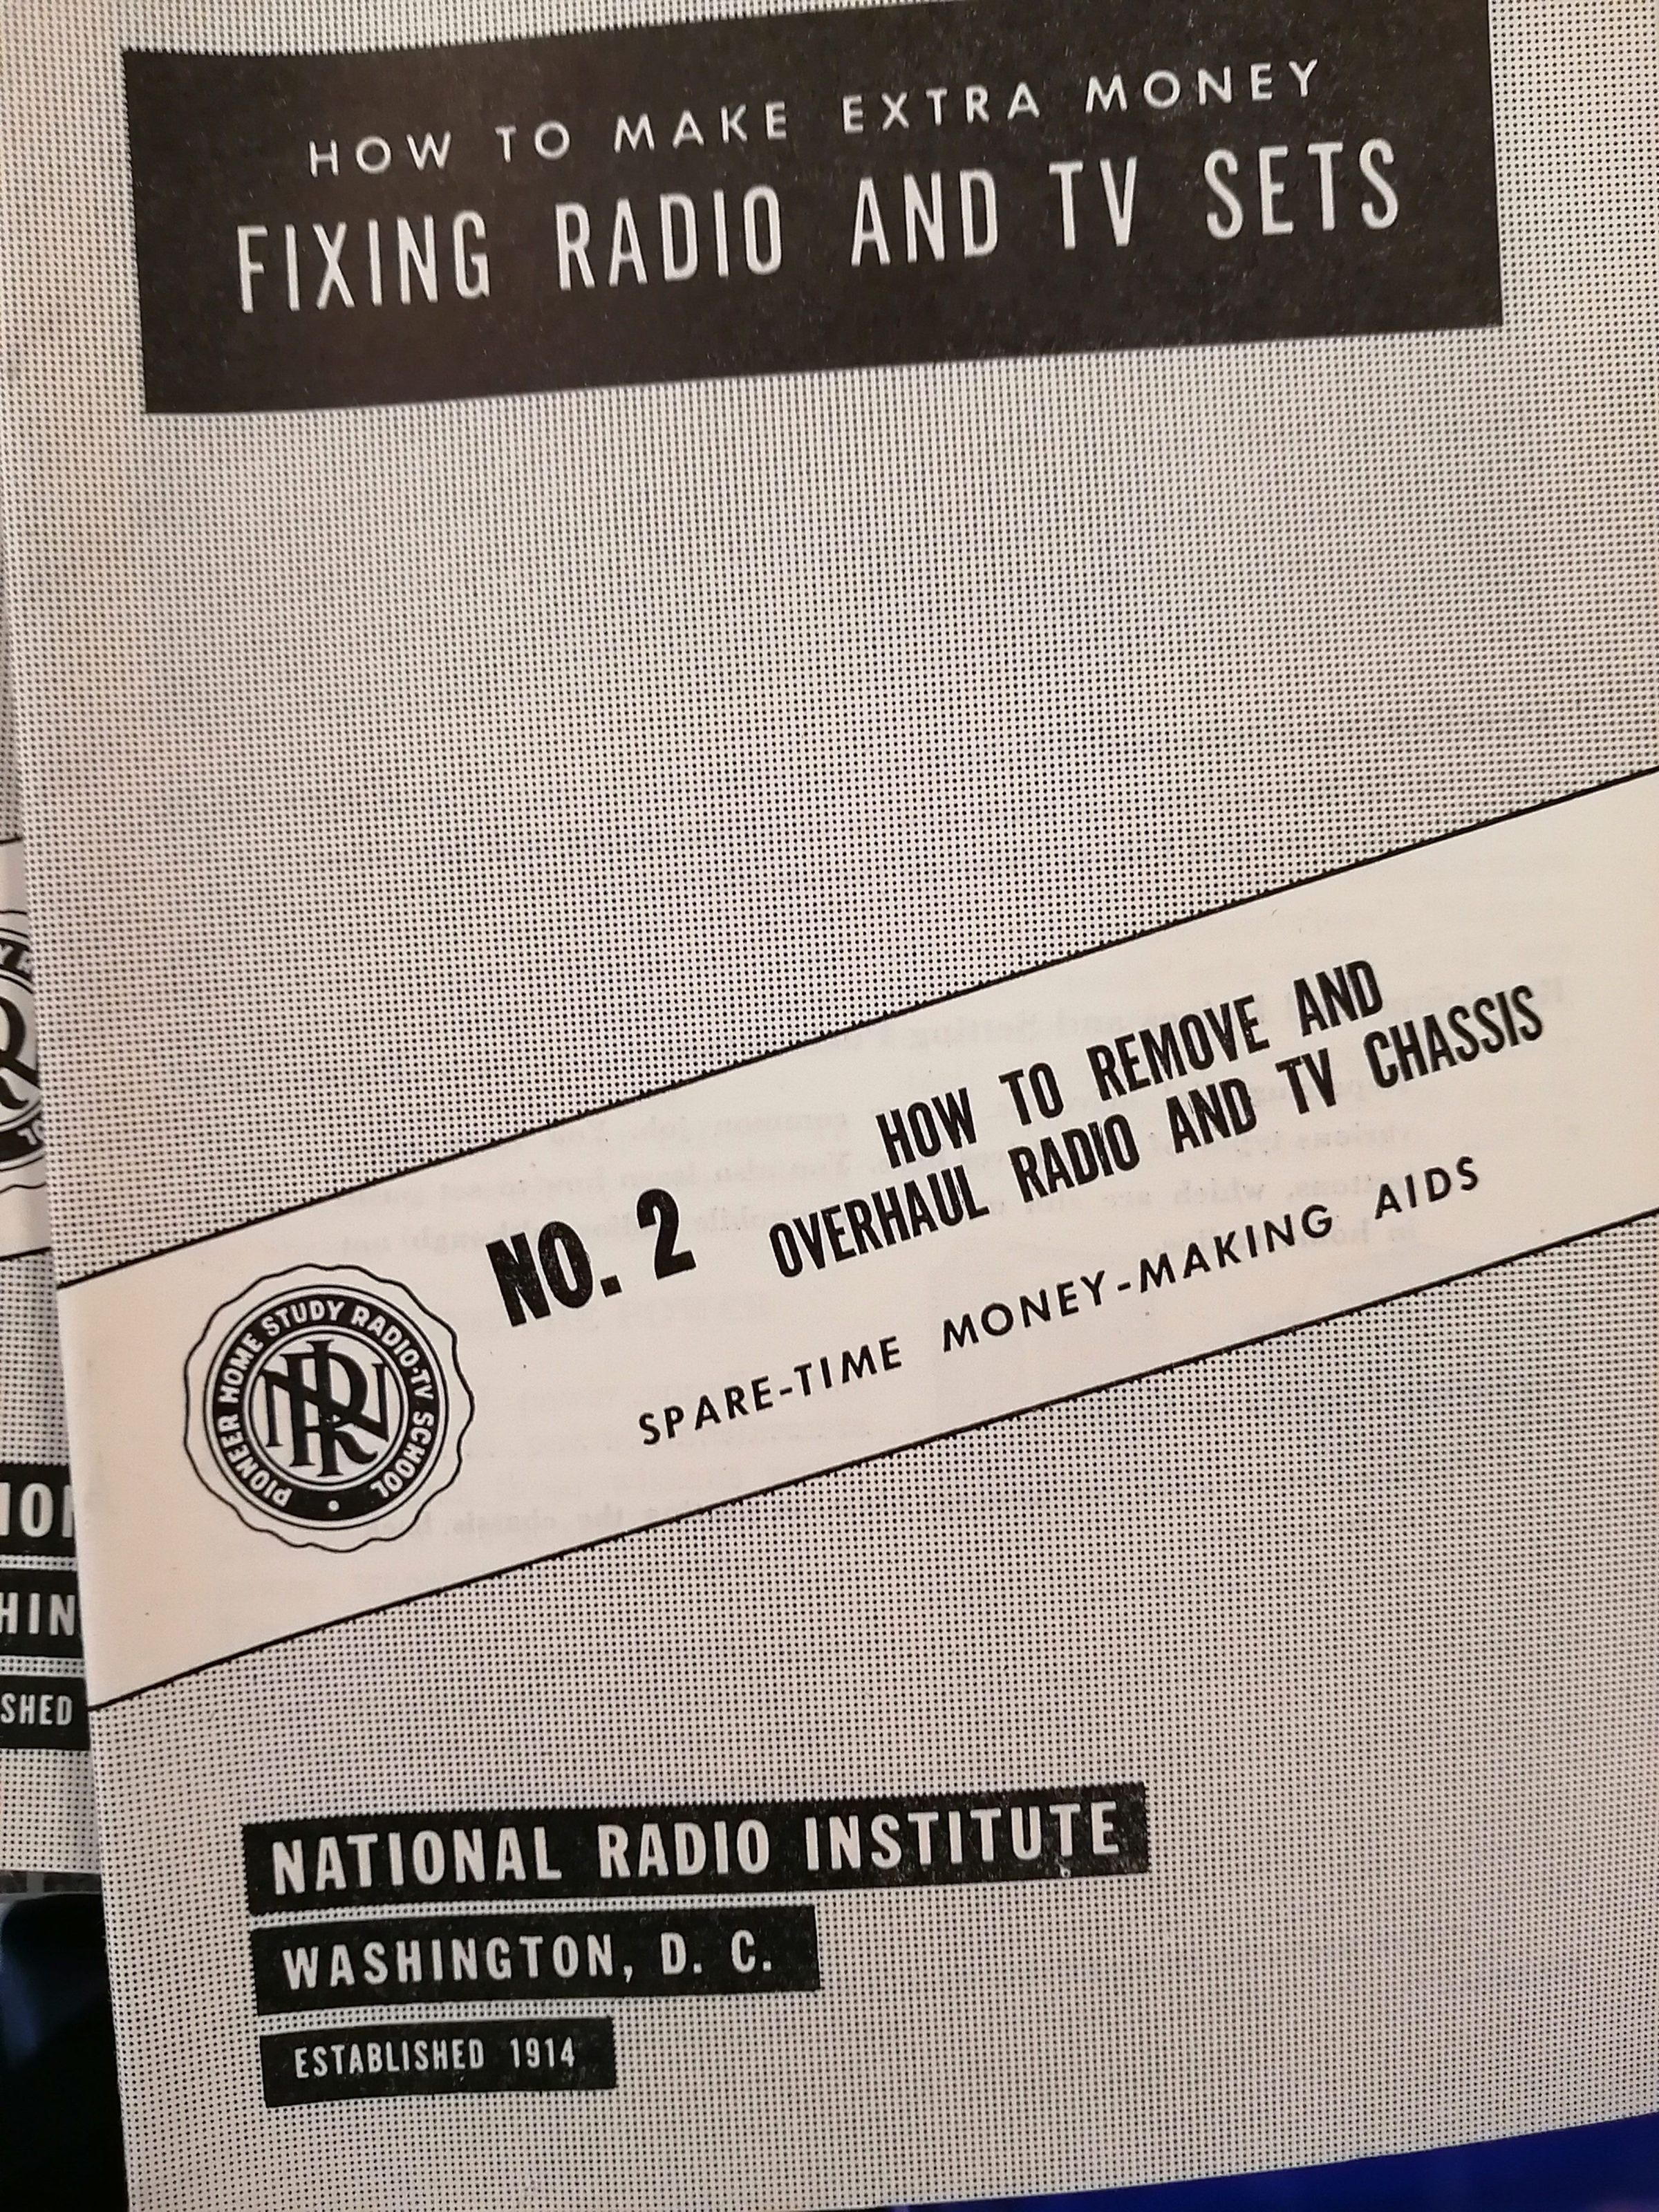 HOW TO MAKE EXTRA MONEY
FIXING RADIO AND TV SETS
NO. 2
HOW TO REMOVE AND
OVERHAUL RADIO AND TV CHASSIS
SPARE-TIME MONEY-MAKING AIDS
PIONEER HOME STUDY RADIO-TV SCHOOL
NRI
NATIONAL RADIO INSTITUTE
WASHINGTON, D. C.
ESTABLISHED 1914
HIN
SHED